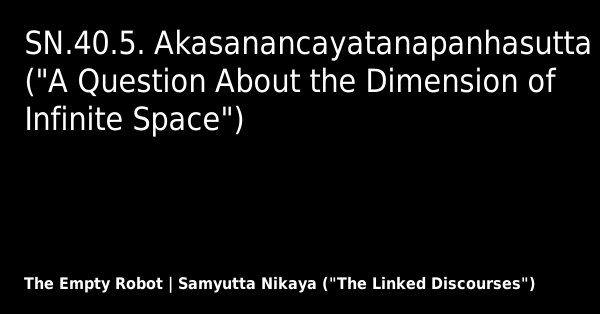 SN.40.5. Akasanancayatanapanhasutta
("A Question About the Dimension of
Infinite Space")
The Empty Robot | Samyutta Nikaya ("The Linked Discourses")